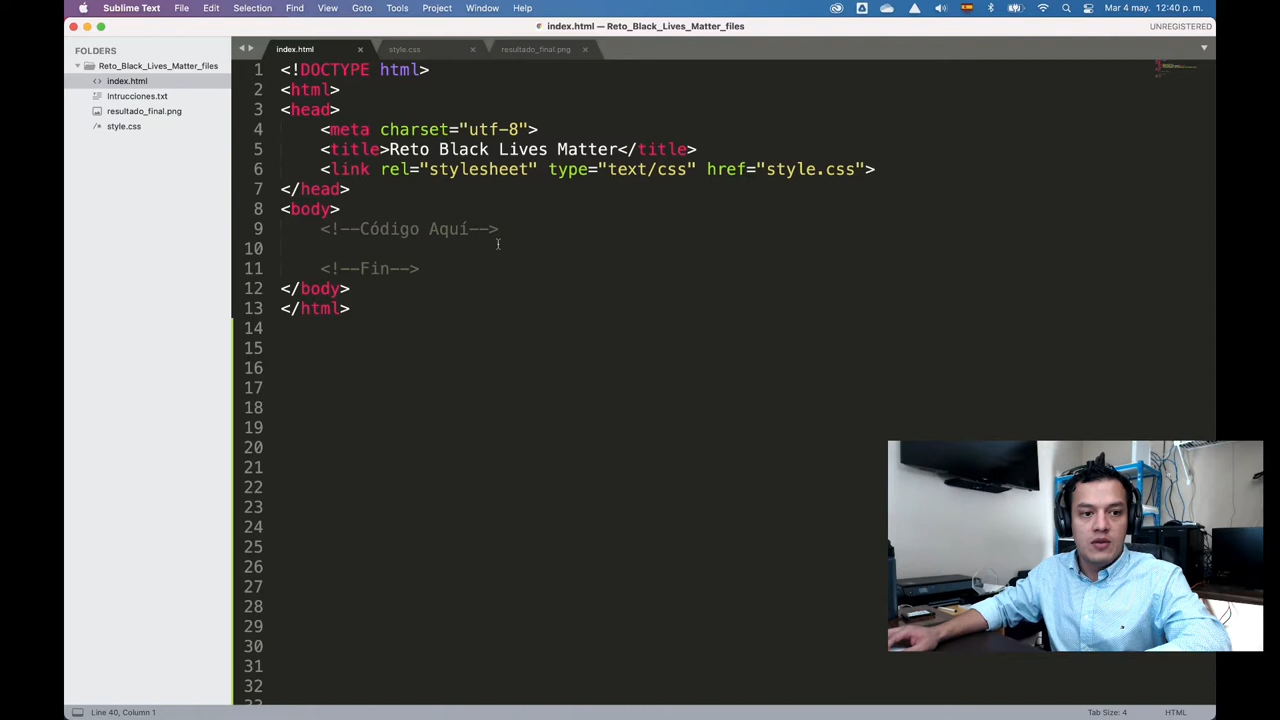 Sublime Text File Edit Selection Find View Goto Tools Project Window Help Mar 4 may. 12:40 p. m.
index.html — Reto_Black_Lives_Matter_files UNREGISTERED
FOLDERS
Reto_Black_Lives_Matter_files
index.html
Intrucciones.txt
resultado_final.png
style.css
index.html style.css resultado_final.png
1 <!DOCTYPE html>
2 <html>
3 <head>
4 <meta charset="utf-8">
5 <title>Reto Black Lives Matter</title>
6 <link rel="stylesheet" type="text/css" href="style.css">
7 </head>
8 <body>
9 <!--Código Aquí-->
10
11 <!--Fin-->
12 </body>
13 </html>
14
15
16
17
18
19
20
21
22
23
24
25
26
27
28
29
30
31
32
Line 40, Column 1 Tab Size: 4 HTML